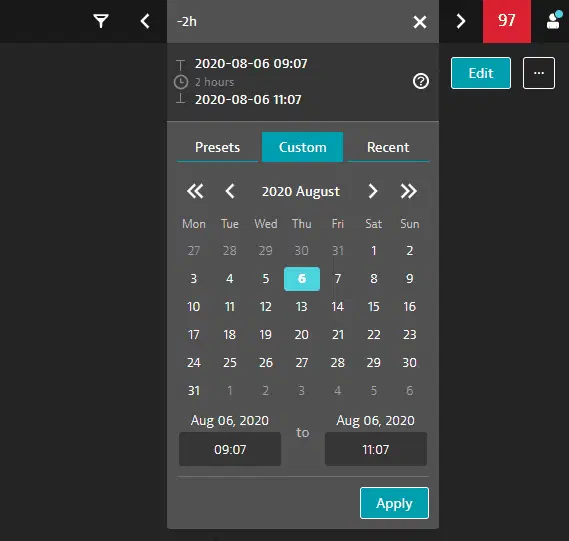 -2h
97
2020-08-06 09:07
2 hours
2020-08-06 11:07
Edit
...
Presets Custom Recent
2020 August
Mon Tue Wed Thu Fri Sat Sun
27 28 29 30 31 1 2
3 4 5 6 7 8 9
10 11 12 13 14 15 16
17 18 19 20 21 22 23
24 25 26 27 28 29 30
31 1 2 3 4 5 6
Aug 06, 2020 to Aug 06, 2020
09:07 11:07
Apply